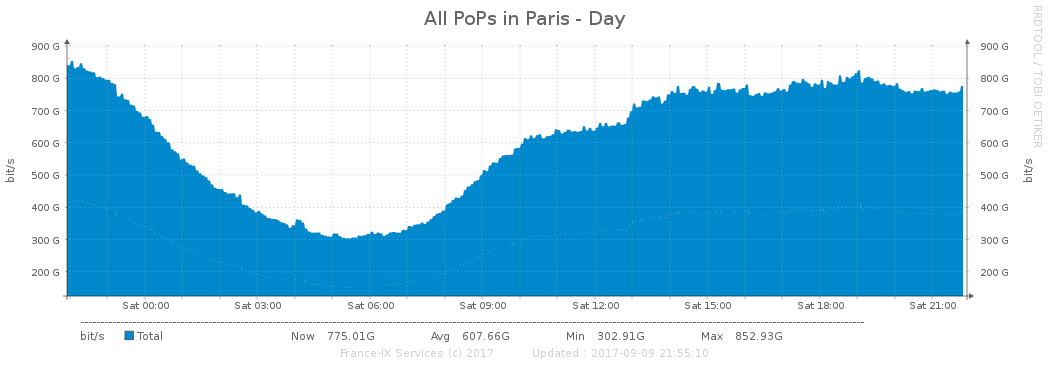 All PoPs in Paris - Day
RRDTOOL / TOBI OETIKER
bit/s
900 G 900 G
800 G 800 G
700 G 700 G
600 G 600 G
500 G 500 G
400 G 400 G
300 G 300 G
200 G 200 G
bit/s
Sat 00:00 Sat 03:00 Sat 06:00 Sat 09:00 Sat 12:00 Sat 15:00 Sat 18:00 Sat 21:00
bit/s Total Now 775.01G Avg 607.66G Min 302.91G Max 852.93G
France-IX Services (c) 2017 Updated : 2017-09-09 21:55:10